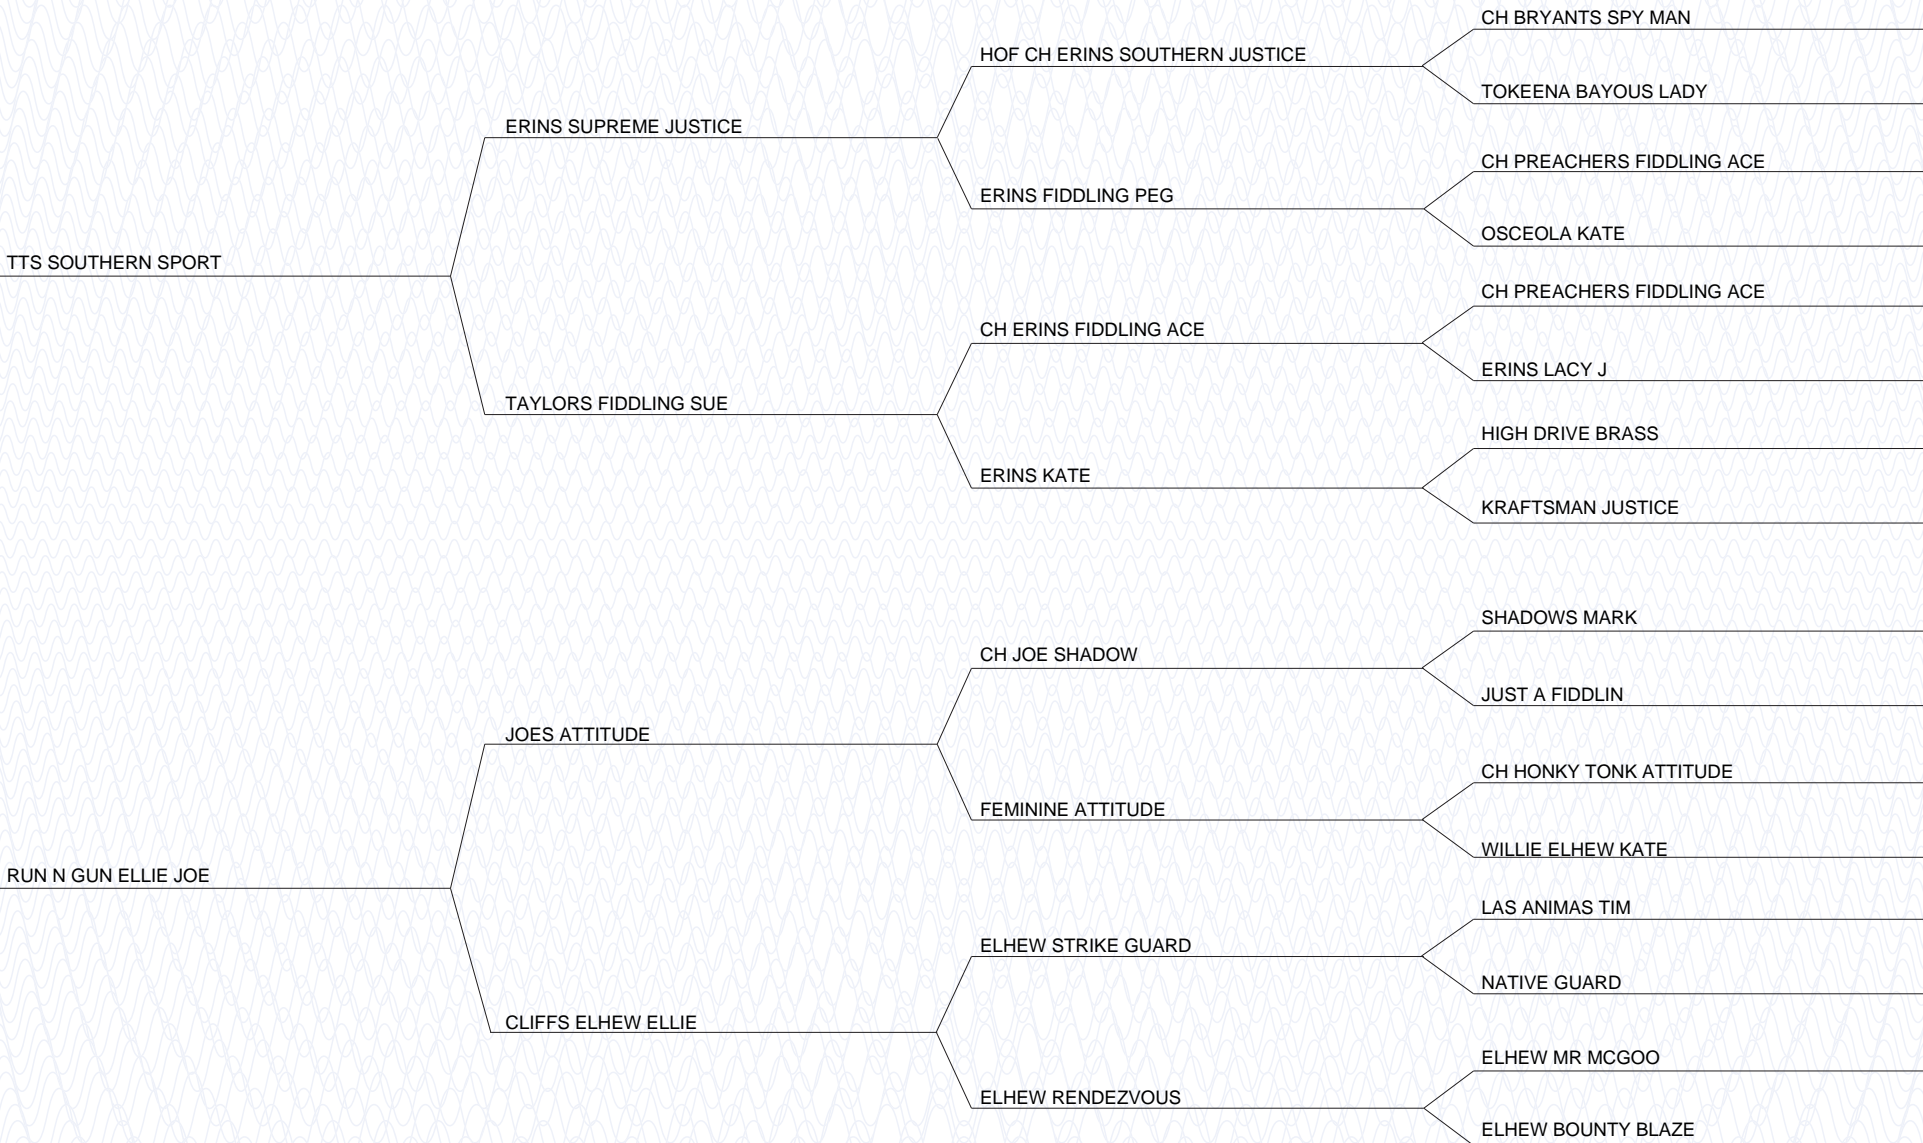 CH BRYANTS SPY MAN
HOF CH ERINS SOUTHERN JUSTICE
TOKEENA BAYOUS LADY
ERINS SUPREME JUSTICE
CH PREACHERS FIDDLING ACE
ERINS FIDDLING PEG
OSCEOLA KATE
TTS SOUTHERN SPORT
CH PREACHERS FIDDLING ACE
CH ERINS FIDDLING ACE
ERINS LACY J
TAYLORS FIDDLING SUE
HIGH DRIVE BRASS
ERINS KATE
KRAFTSMAN JUSTICE
SHADOWS MARK
CH JOE SHADOW
JUST A FIDDLIN
JOES ATTITUDE
CH HONKY TONK ATTITUDE
FEMININE ATTITUDE
WILLIE ELHEW KATE
RUN N GUN ELLIE JOE
LAS ANIMAS TIM
ELHEW STRIKE GUARD
NATIVE GUARD
CLIFFS ELHEW ELLIE
ELHEW MR MCGOO
ELHEW RENDEZVOUS
ELHEW BOUNTY BLAZE